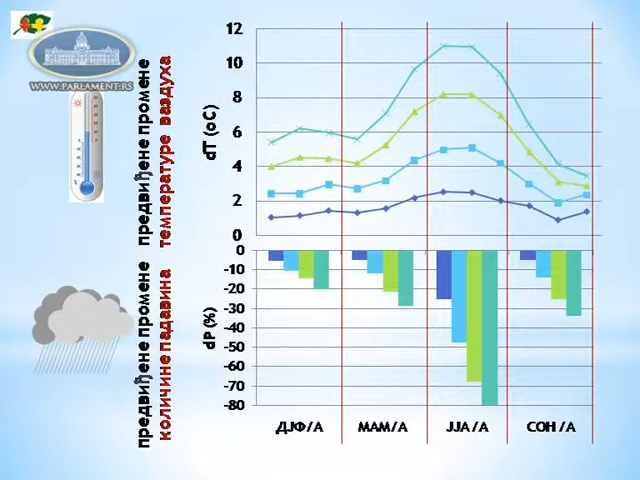 WWW.PARLAMENT.RS
предвиђене промене
температуре ваздуха
dT (oC)
12
10
8
6
4
2
0
предвиђене промене
количине падавина
dP (%)
0
-10
-20
-30
-40
-50
-60
-70
-80
ДЈФ/А
МАМ/А
ЈЈА/А
СОН/А